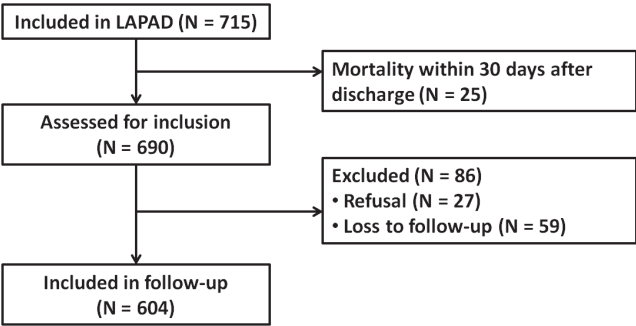 Included in LAPAD (N = 715)
Mortality within 30 days after
discharge (N = 25)
Assessed for inclusion
(N = 690)
Excluded (N = 86)
• Refusal (N = 27)
• Loss to follow-up (N = 59)
Included in follow-up
(N = 604)